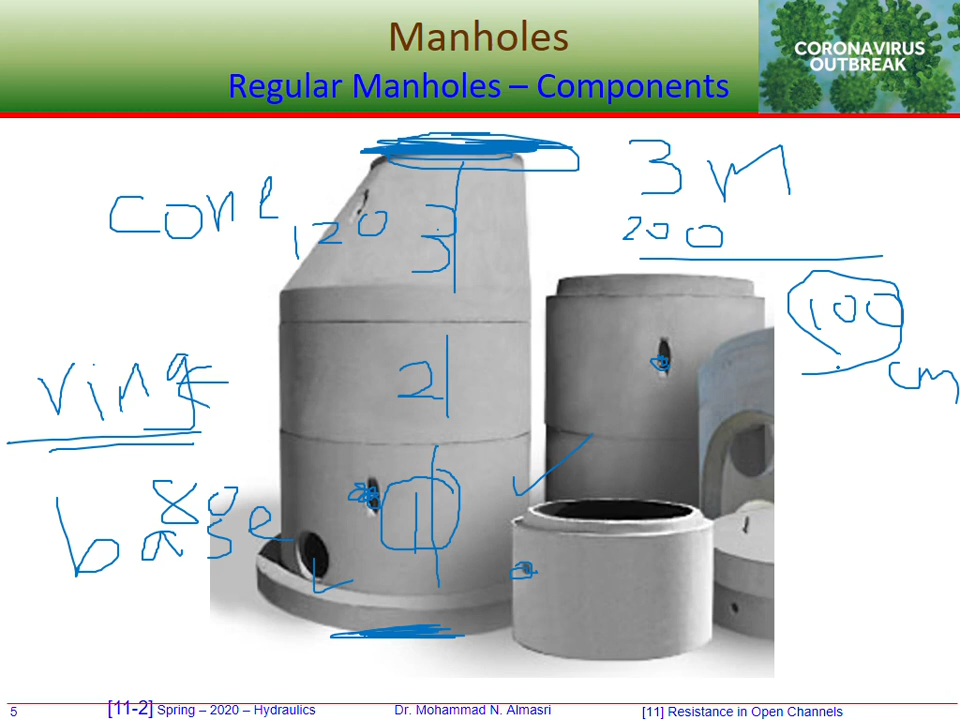 Manholes
Regular Manholes – Components
CORONAVIRUS
OUTBREAK
cone
120
3
3 m
200
100
cm
ring
2
80
base
1
5
[11-2] Spring – 2020 – Hydraulics
Dr. Mohammad N. Almasri
[11] Resistance in Open Channels